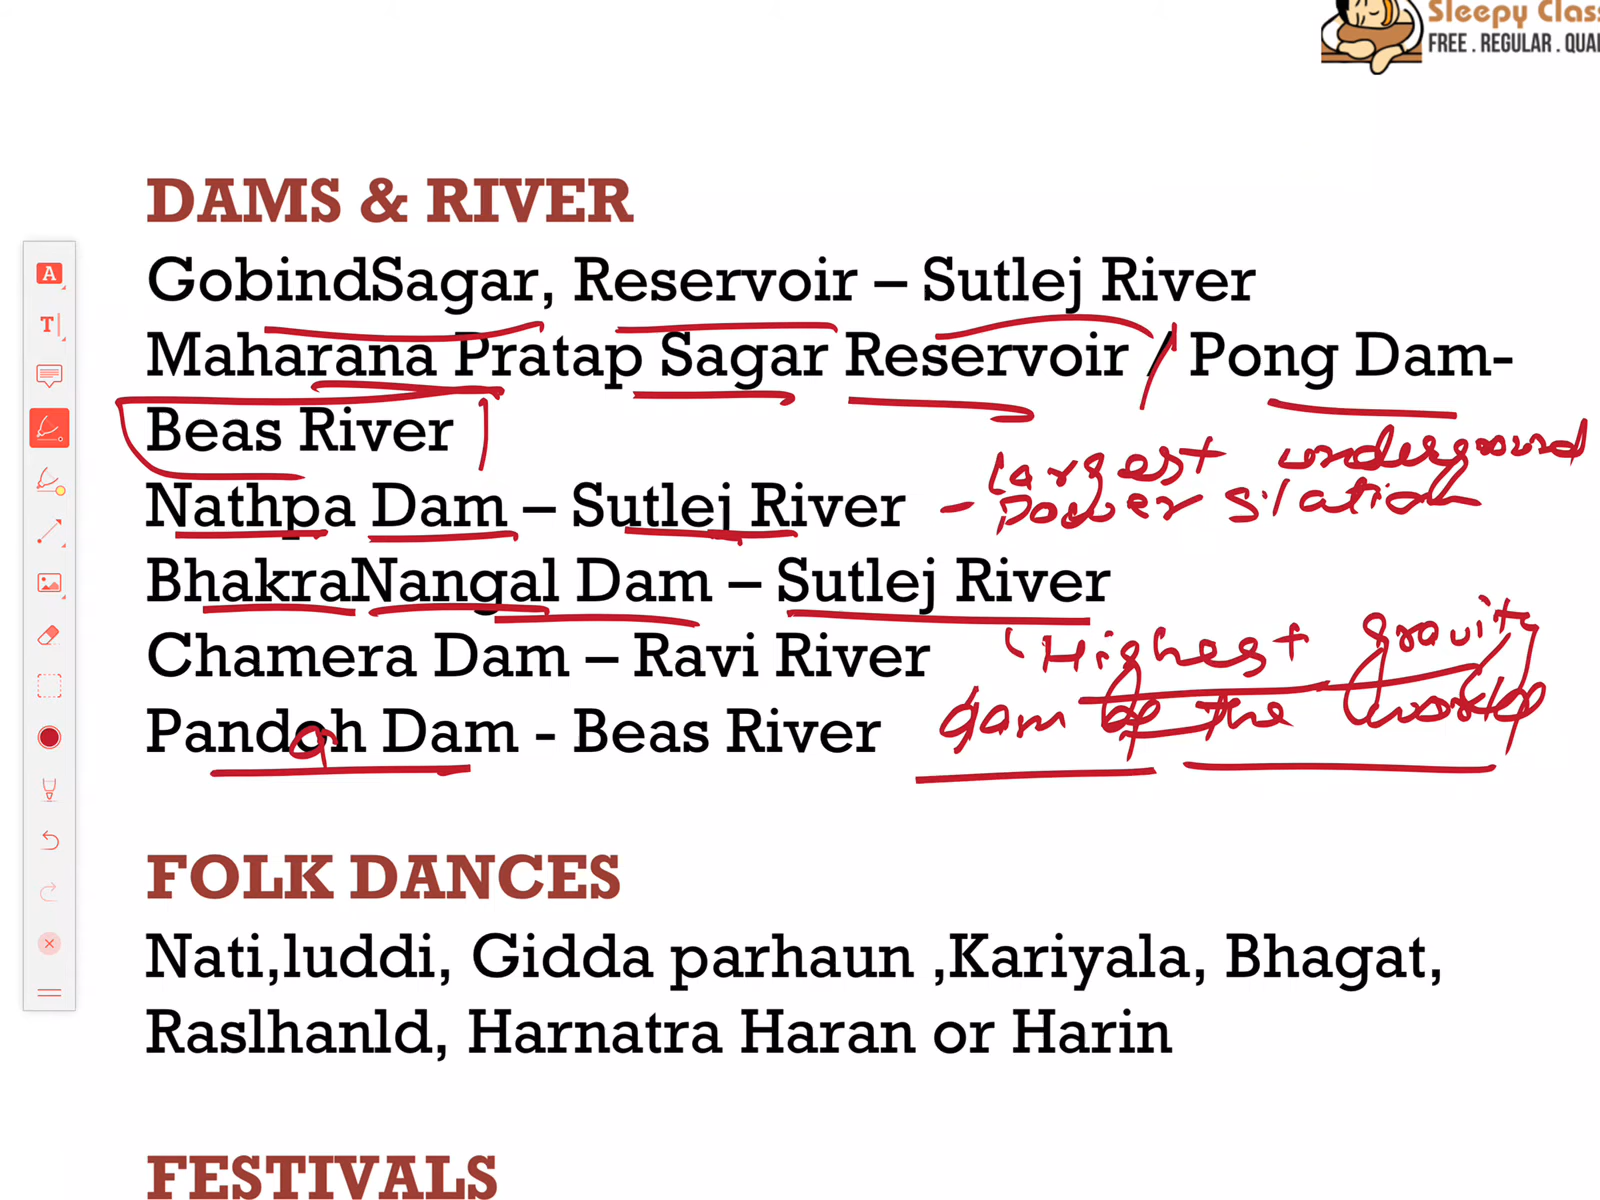 Sleepy Clas
FREE . REGULAR . QUA
DAMS & RIVER
GobindSagar, Reservoir – Sutlej River
Maharana Pratap Sagar Reservoir / Pong Dam-
Beas River
largest underground
Nathpa Dam – Sutlej River - Power station
BhakraNangal Dam – Sutlej River
Chamera Dam – Ravi River Highest gravity
Pandoh Dam - Beas River dam of the world
FOLK DANCES
Nati,luddi, Gidda parhaun ,Kariyala, Bhagat,
Raslhanld, Harnatra Haran or Harin
FESTIVALS